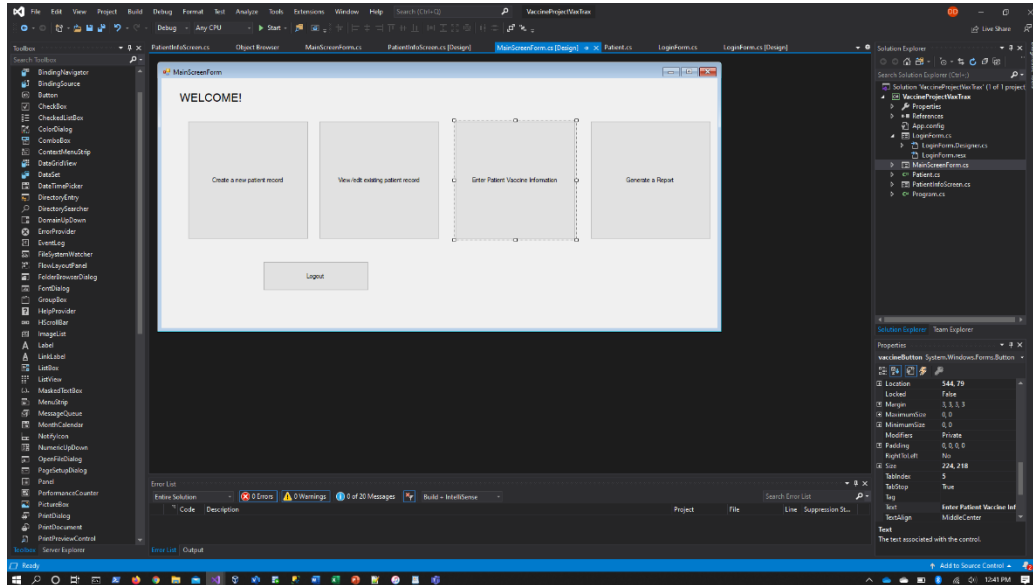 File Edit View Project Build Debug Format Test Analyze Tools Extensions Window Help Search (Ctrl+Q) VaccineProjectVaxTrax
Debug Any CPU Start Live Share
Toolbox
Search Toolbox
BindingNavigator
BindingSource
Button
CheckBox
CheckedListBox
ColorDialog
ComboBox
ContextMenuStrip
DataGridView
DataSet
DateTimePicker
DirectoryEntry
DirectorySearcher
DomainUpDown
ErrorProvider
EventLog
FileSystemWatcher
FlowLayoutPanel
FolderBrowserDialog
FontDialog
GroupBox
HelpProvider
HScrollBar
ImageList
Label
LinkLabel
ListBox
ListView
MaskedTextBox
MenuStrip
MessageQueue
MonthCalendar
NotifyIcon
NumericUpDown
OpenFileDialog
PageSetupDialog
Panel
PerformanceCounter
PictureBox
PrintDialog
PrintDocument
PrintPreviewControl
Toolbox Server Explorer
PatientInfoScreen.cs Object Browser MainScreenForm.cs PatientInfoScreen.cs [Design] MainScreenForm.cs [Design] Patient.cs LoginForm.cs LoginForm.cs [Design]
MainScreenForm
WELCOME!
Create a new patient record
View/edit existing patient record
Enter Patient Vaccine Information
Generate a Report
Logout
Error List
Entire Solution 0 Errors 0 Warnings 0 of 20 Messages Build + IntelliSense Search Error List
Code Description Project File Line Suppression St...
Error List Output
Solution Explorer
Search Solution Explorer (Ctrl+;)
Solution 'VaccineProjectVaxTrax' (1 of 1 project)
VaccineProjectVaxTrax
Properties
References
App.config
LoginForm.cs
LoginForm.Designer.cs
LoginForm.resx
MainScreenForm.cs
Patient.cs
PatientInfoScreen.cs
Program.cs
Solution Explorer Team Explorer
Properties
vaccineButton System.Windows.Forms.Button
Location 544, 79
Locked False
Margin 3, 3, 3, 3
MaximumSize 0, 0
MinimumSize 0, 0
Modifiers Private
Padding 0, 0, 0, 0
RightToLeft No
Size 224, 218
TabIndex 5
TabStop True
Tag
Text Enter Patient Vaccine Inf
TextAlign MiddleCenter
Text
The text associated with the control.
Ready Add to Source Control
12:41 PM